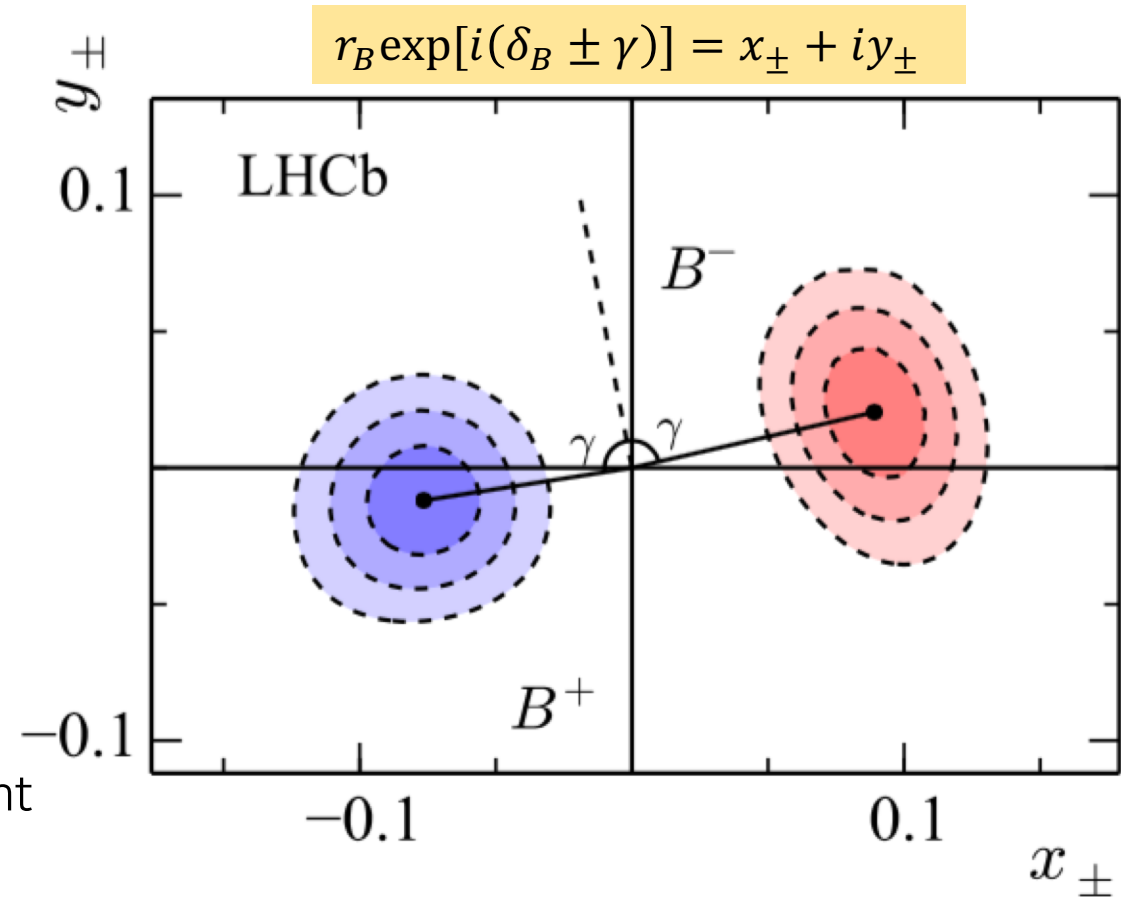 r_B exp[i(δ_B ± γ)] = x_± + iy_±
y_±
LHCb
0.1
B⁻
γ γ
B⁺
−0.1
nt
−0.1 0.1
x_±